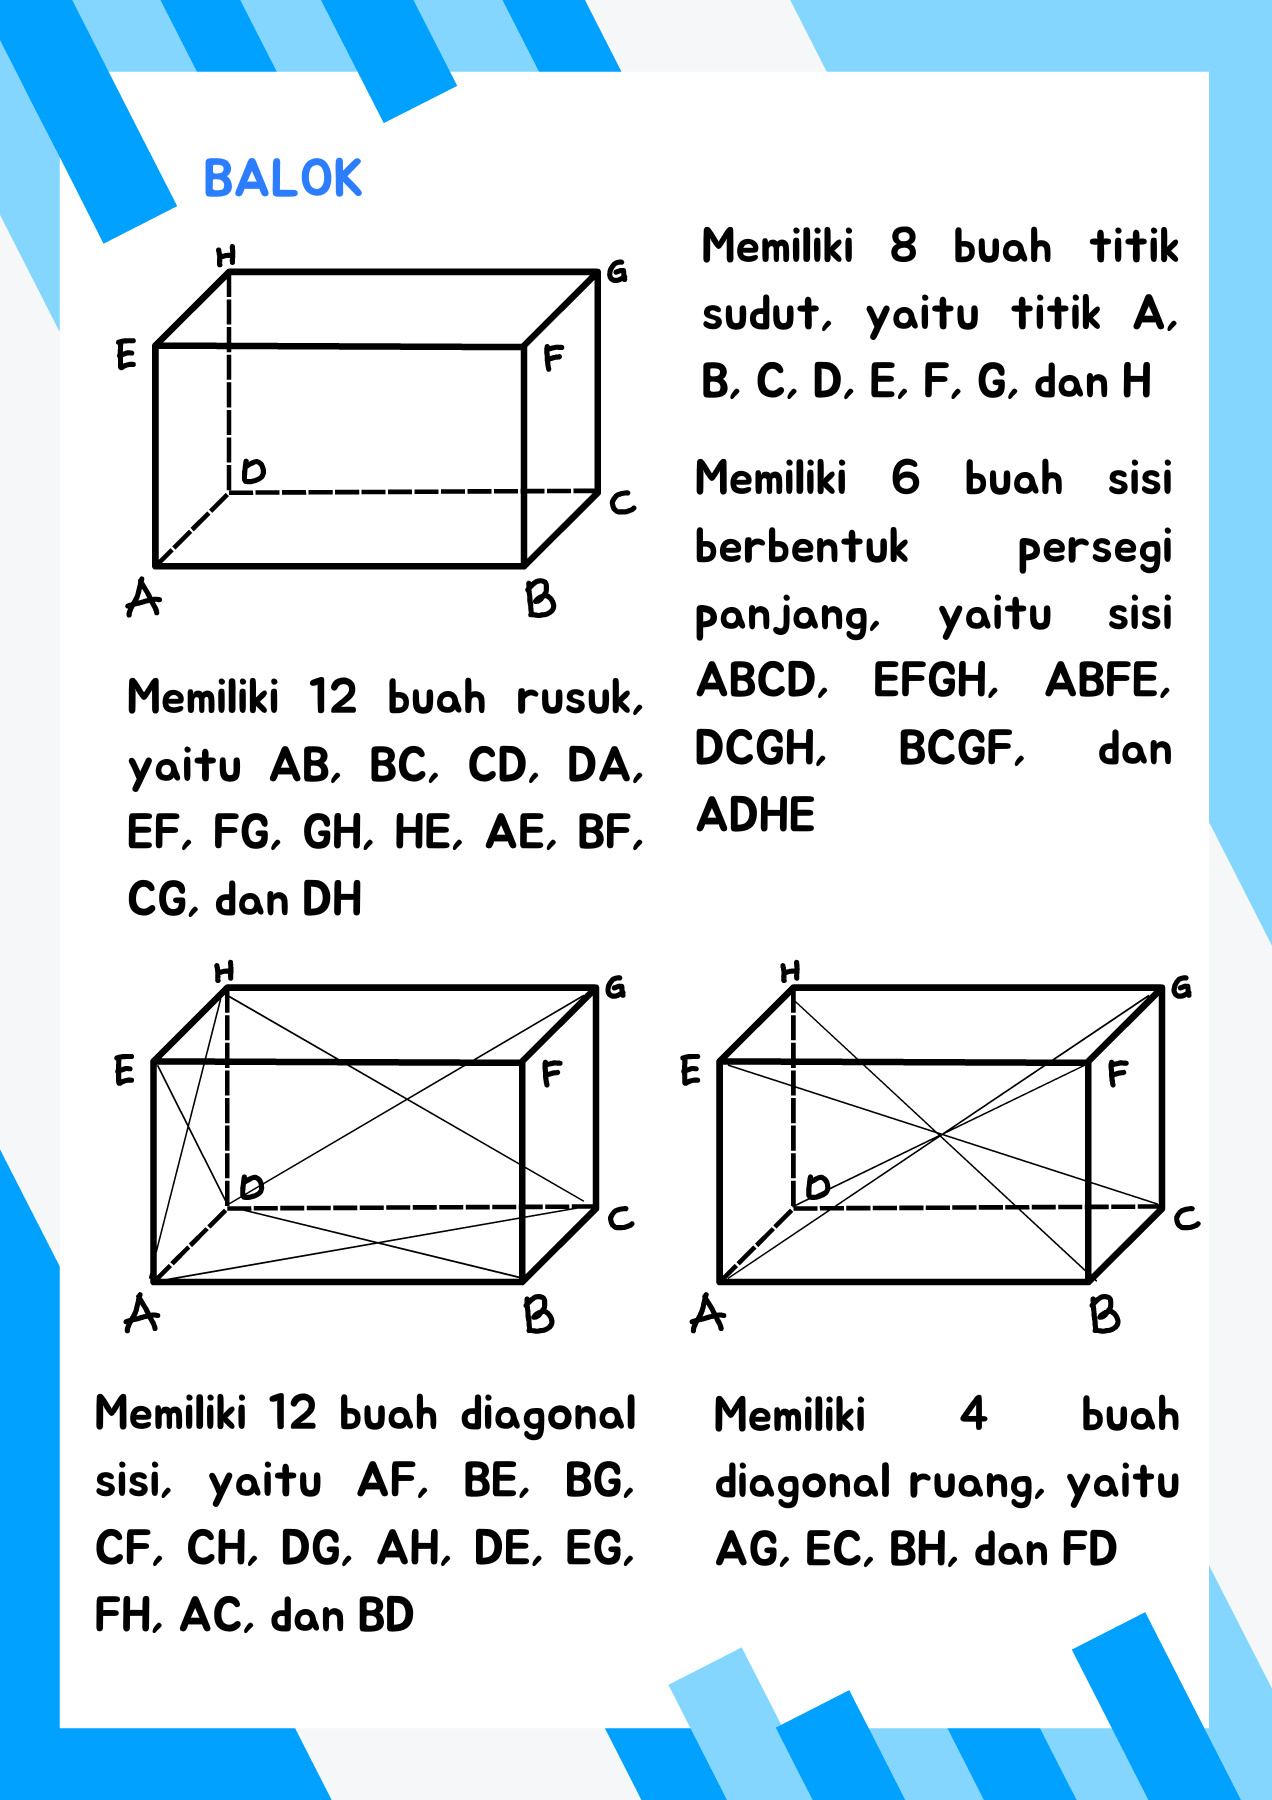 BALOK
H
G
E
F
D
C
A
B
Memiliki 8 buah titik
sudut, yaitu titik A,
B, C, D, E, F, G, dan H
Memiliki 6 buah sisi
berbentuk persegi
panjang, yaitu sisi
ABCD, EFGH, ABFE,
DCGH, BCGF, dan
ADHE
Memiliki 12 buah rusuk,
yaitu AB, BC, CD, DA,
EF, FG, GH, HE, AE, BF,
CG, dan DH
H
G
E
F
D
C
A
B
Memiliki 12 buah diagonal
sisi, yaitu AF, BE, BG,
CF, CH, DG, AH, DE, EG,
FH, AC, dan BD
H
G
E
F
D
C
A
B
Memiliki 4 buah
diagonal ruang, yaitu
AG, EC, BH, dan FD